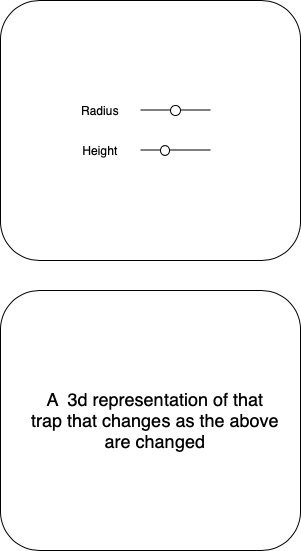 Radius
Height
A 3d representation of that
trap that changes as the above
are changed